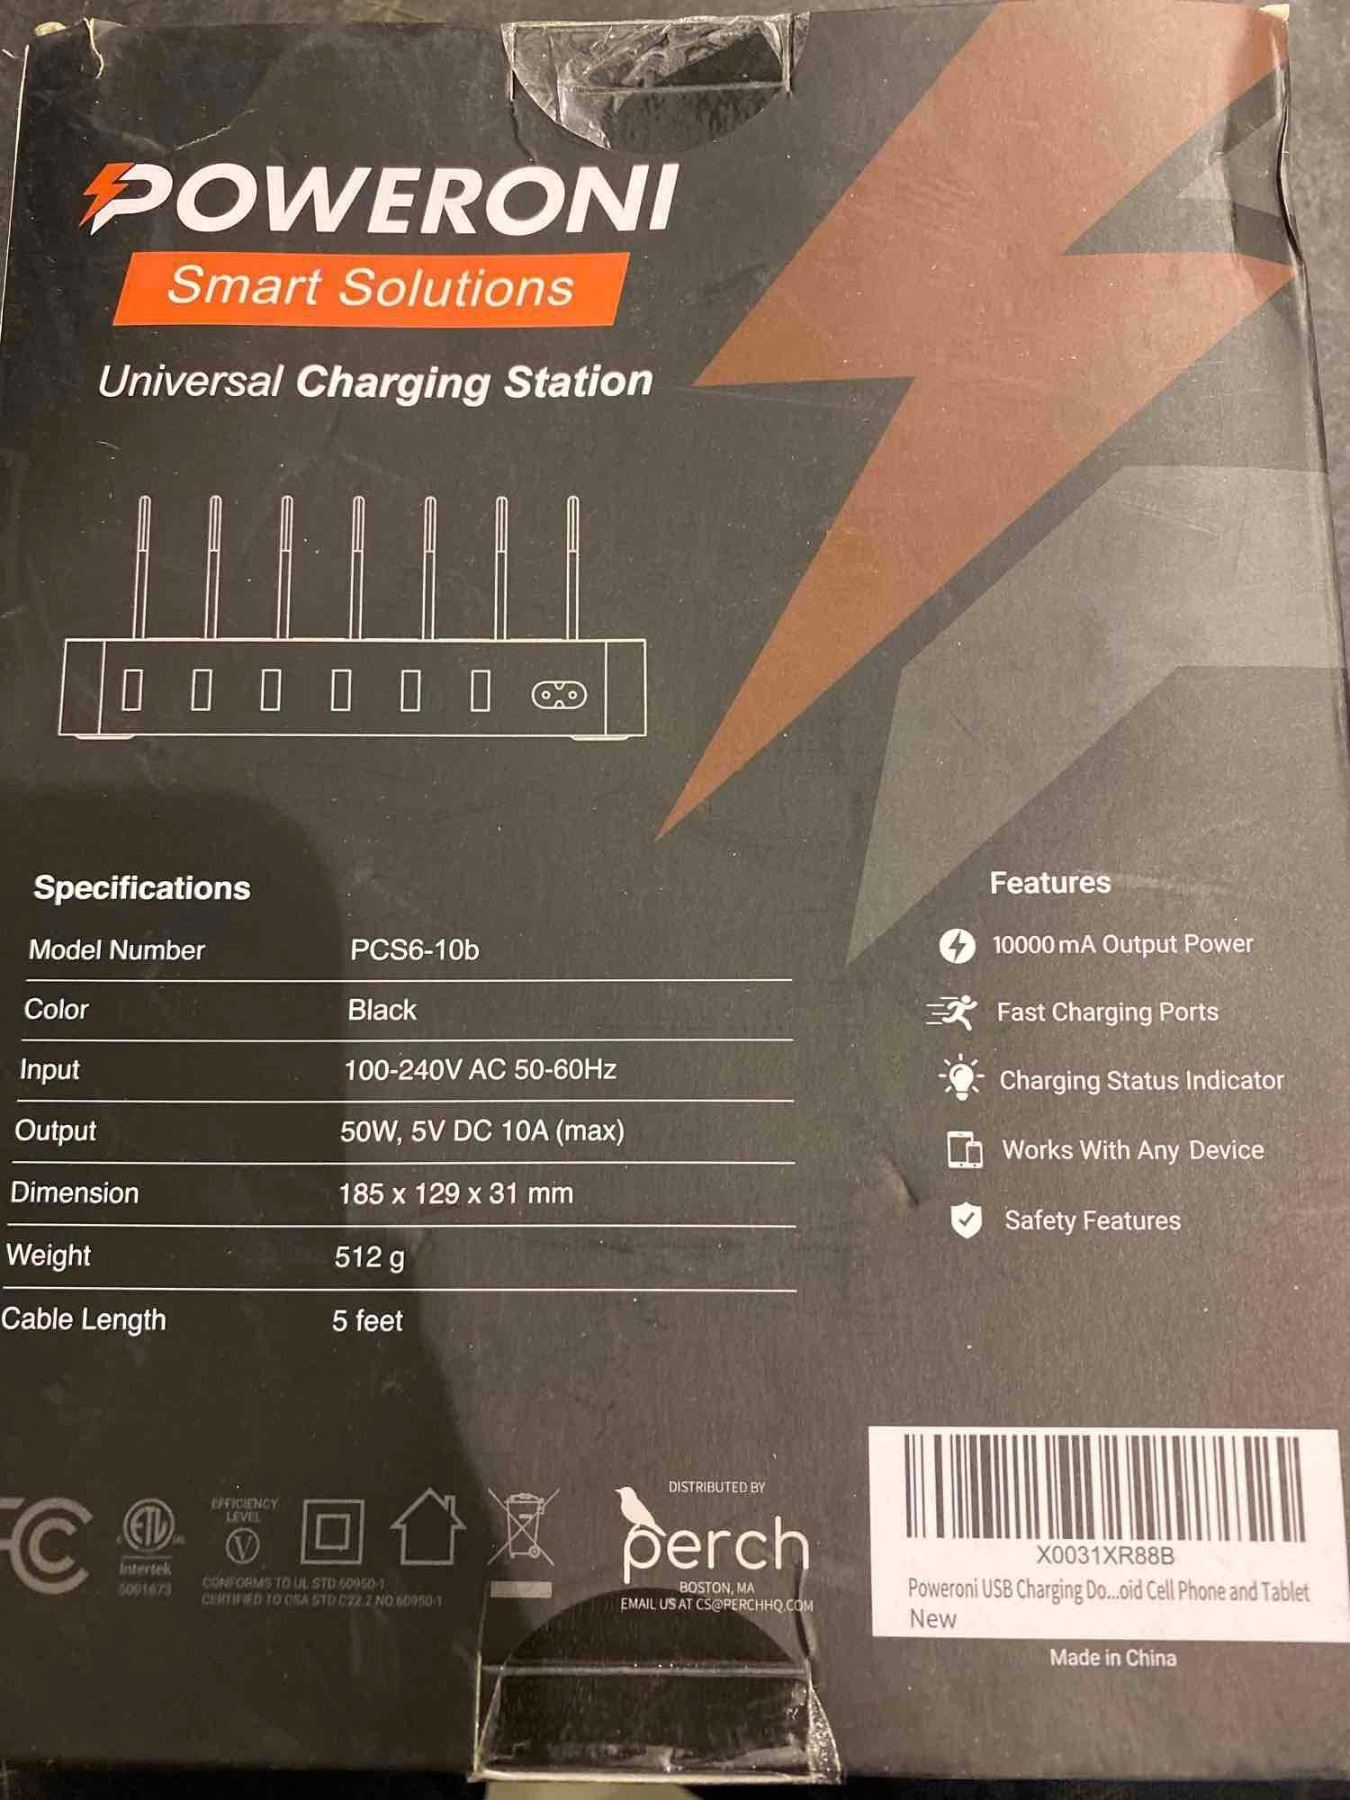 POWERONI
Smart Solutions
Universal Charging Station
Specifications
Model Number PCS6-10b
Color Black
Input 100-240V AC 50-60Hz
Output 50W, 5V DC 10A (max)
Dimension 185 x 129 x 31 mm
Weight 512 g
Cable Length 5 feet
Features
10000 mA Output Power
Fast Charging Ports
Charging Status Indicator
Works With Any Device
Safety Features
FC
ETL
Intertek
5001673
EFFICIENCY
LEVEL
V
CONFORMS TO UL STD.60950-1
CERTIFIED TO CSA STD C22.2 NO.60950-1
DISTRIBUTED BY
perch
BOSTON, MA
EMAIL US AT CS@PERCHHQ.COM
X0031XR88B
Poweroni USB Charging Do...oid Cell Phone and Tablet
New
Made in China